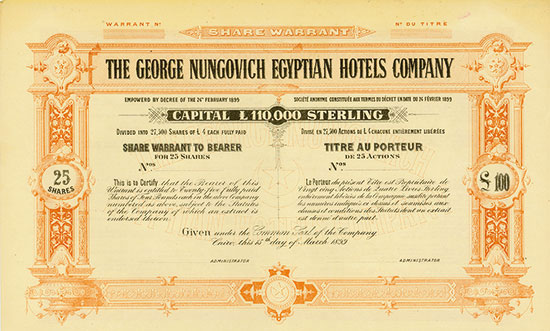 WARRANT Nº
Nº DU TITRE
SHARE WARRANT
THE GEORGE NUNGOVICH EGYPTIAN HOTELS COMPANY
EMPOWERED BY DECREE OF THE 26th FEBRUARY 1899
SOCIÉTÉ ANONYME CONSTITUÉE AUX TERMES DU DÉCRET EN DATE DU 26 FÉVRIER 1899
CAPITAL £ 110,000 STERLING
DIVIDED INTO 27,500 SHARES OF £ 4 EACH FULLY PAID
DIVISÉ EN 27,500 ACTIONS DE £ 4 CHACUNE ENTIÈREMENT LIBÉRÉES
SHARE WARRANT TO BEARER
FOR 25 SHARES
Nos
TITRE AU PORTEUR
DE 25 ACTIONS
Nos
25
SHARES
£ 100
This is to Certify that the Bearer of this
Warrant is entitled to Twenty five fully paid
Shares of Four Pounds each in the above Company
numbered as above, subject to the Statutes
of the Company of which an extract is
endorsed hereon.
Le Porteur du présent Titre est Propriétaire de
Vingt cinq Actions de Quatre Livres Sterling
entièrement libérées de la Compagnie susdite portant
les numéros indiqués ci dessus et soumises aux
clauses et conditions des Statuts dont un extrait
est donné d'autre part.
Given under the Common Seal of the Company
Cairo, this 15th day of March 1899
ADMINISTRATOR
ADMINISTRATOR